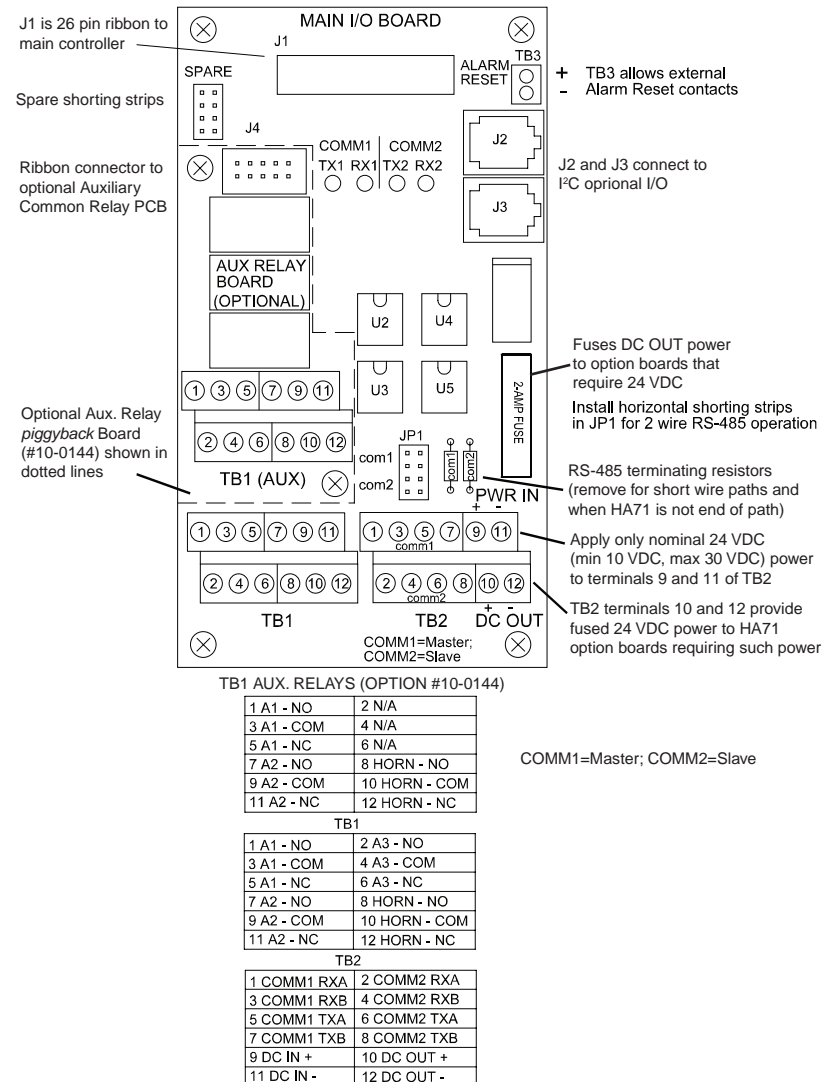 J1 is 26 pin ribbon to
main controller
MAIN I/O BOARD
J1
TB3
ALARM
RESET
+ TB3 allows external
- Alarm Reset contacts
SPARE
Spare shorting strips
J4
COMM1 COMM2
TX1 RX1 TX2 RX2
J2
J3
J2 and J3 connect to
I²C oprional I/O
Ribbon connector to
optional Auxiliary
Common Relay PCB
AUX RELAY
BOARD
(OPTIONAL)
U2 U4
U3 U5
2-AMP FUSE
Fuses DC OUT power
to option boards that
require 24 VDC
Install horizontal shorting strips
in JP1 for 2 wire RS-485 operation
1 3 5 7 9 11
2 4 6 8 10 12
TB1 (AUX)
Optional Aux. Relay
piggyback Board
(#10-0144) shown in
dotted lines
JP1
com1
com2
com1 com2
RS-485 terminating resistors
(remove for short wire paths and
when HA71 is not end of path)
PWR IN
+ -
1 3 5 7 9 11
2 4 6 8 10 12
TB1
1 3 5 7 9 11
comm1
2 4 6 8 10 12
comm2
+ -
TB2 DC OUT
Apply only nominal 24 VDC
(min 10 VDC, max 30 VDC) power
to terminals 9 and 11 of TB2
TB2 terminals 10 and 12 provide
fused 24 VDC power to HA71
option boards requiring such power
COMM1=Master;
COMM2=Slave
TB1 AUX. RELAYS (OPTION #10-0144)
1 A1 - NO 2 N/A
3 A1 - COM 4 N/A
5 A1 - NC 6 N/A
7 A2 - NO 8 HORN - NO
9 A2 - COM 10 HORN - COM
11 A2 - NC 12 HORN - NC
COMM1=Master; COMM2=Slave
TB1
1 A1 - NO 2 A3 - NO
3 A1 - COM 4 A3 - COM
5 A1 - NC 6 A3 - NC
7 A2 - NO 8 HORN - NO
9 A2 - COM 10 HORN - COM
11 A2 - NC 12 HORN - NC
TB2
1 COMM1 RXA 2 COMM2 RXA
3 COMM1 RXB 4 COMM2 RXB
5 COMM1 TXA 6 COMM2 TXA
7 COMM1 TXB 8 COMM2 TXB
9 DC IN + 10 DC OUT +
11 DC IN - 12 DC OUT -